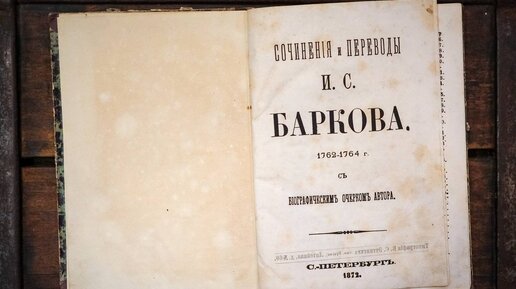 СОЧИНЕНІЯ и ПЕРЕВОДЫ
И. С.
БАРКОВА.
1762-1764 г.
СЪ
БІОГРАФИЧЕСКИМЪ ОЧЕРКОМЪ АВТОРА.
С.-ПЕТЕРБУРГЪ.
1872.